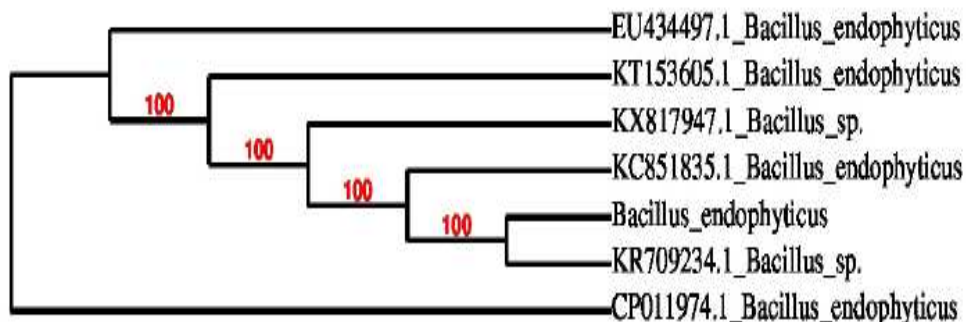 EU434497.1_Bacillus_endophyticus
KT153605.1_Bacillus_endophyticus
100
KX817947.1_Bacillus_sp.
100
KC851835.1_Bacillus_endophyticus
100
Bacillus_endophyticus
100
KR709234.1_Bacillus_sp.
CP011974.1_Bacillus_endophyticus